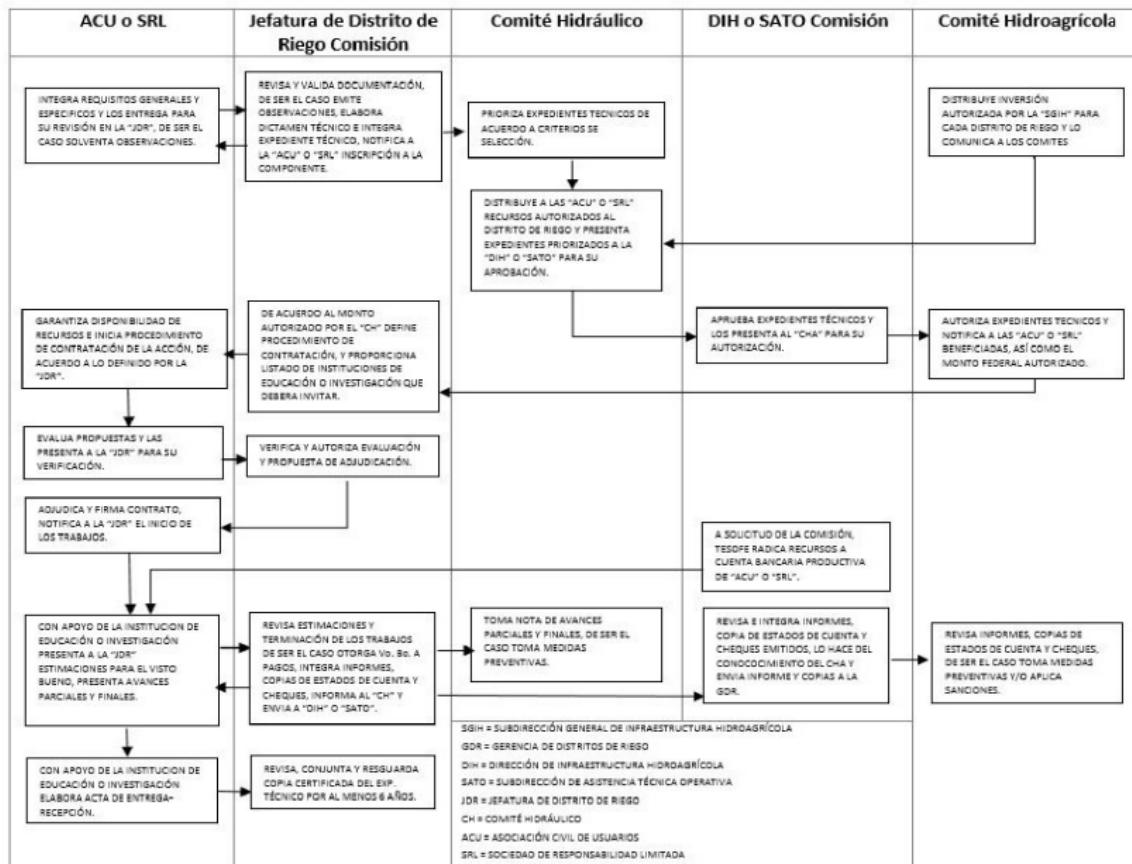 ACU o SRL
Jefatura de Distrito de
Riego Comisión
Comité Hidráulico
DIH o SATO Comisión
Comité Hidroagrícola
INTEGRA REQUISITOS GENERALES Y
ESPECIFICOS Y LOS ENTREGA PARA
SU REVISIÓN EN LA "JDR", DE SER EL
CASO SOLVENTA OBSERVACIONES.
REVISA Y VALIDA DOCUMENTACIÓN,
DE SER EL CASO EMITE
OBSERVACIONES, ELABORA
DICTAMEN TÉCNICO E INTEGRA
EXPEDIENTE TÉCNICO, NOTIFICA A
LA "ACU" O "SRL" INSCRIPCIÓN A LA
COMPONENTE.
PRIORIZA EXPEDIENTES TECNICOS DE
ACUERDO A CRITERIOS SE
SELECCIÓN.
DISTRIBUYE INVERSIÓN
AUTORIZADA POR LA "SGIH" PARA
CADA DISTRITO DE RIEGO Y LO
COMUNICA A LOS COMITES
DISTRIBUYE A LAS "ACU" O "SRL"
RECURSOS AUTORIZADOS AL
DISTRITO DE RIEGO Y PRESENTA
EXPEDIENTES PRIORIZADOS A LA
"DIH" O "SATO" PARA SU
APROBACIÓN.
GARANTIZA DISPONIBILIDAD DE
RECURSOS E INICIA PROCEDIMIENTO
DE CONTRATACIÓN DE LA ACCIÓN, DE
ACUERDO A LO DEFINIDO POR LA
"JDR".
DE ACUERDO AL MONTO
AUTORIZADO POR EL "CH" DEFINE
PROCEDIMIENTO DE
CONTRATACIÓN, Y PROPORCIONA
LISTADO DE INSTITUCIONES DE
EDUCACIÓN O INVESTIGACIÓN QUE
DEBERA INVITAR.
APRUEBA EXPEDIENTES TÉCNICOS Y
LOS PRESENTA AL "CHA" PARA SU
AUTORIZACIÓN.
AUTORIZA EXPEDIENTES TECNICOS Y
NOTIFICA A LAS "ACU" O "SRL"
BENEFICIADAS, ASÍ COMO EL
MONTO FEDERAL AUTORIZADO.
EVALUA PROPUESTAS Y LAS
PRESENTA A LA "JDR" PARA SU
VERIFICACIÓN.
VERIFICA Y AUTORIZA EVALUACIÓN
Y PROPUESTA DE ADJUDICACIÓN.
ADJUDICA Y FIRMA CONTRATO,
NOTIFICA A LA "JDR" EL INICIO DE
LOS TRABAJOS.
A SOLICITUD DE LA COMISIÓN,
TESOFE RADICA RECURSOS A
CUENTA BANCARIA PRODUCTIVA
DE "ACU" O "SRL".
CON APOYO DE LA INSTITUCION DE
EDUCACIÓN O INVESTIGACIÓN
PRESENTA A LA "JDR"
ESTIMACIONES PARA EL VISTO
BUENO, PRESENTA AVANCES
PARCIALES Y FINALES.
REVISA ESTIMACIONES Y
TERMINACIÓN DE LOS TRABAJOS
DE SER EL CASO OTORGA Vo. Bo. A
PAGOS, INTEGRA INFORMES,
COPIAS DE ESTADOS DE CUENTA Y
CHEQUES, INFORMA AL "CH" Y
ENVIA A "DIH" O "SATO".
TOMA NOTA DE AVANCES
PARCIALES Y FINALES, DE SER EL
CASO TOMA MEDIDAS
PREVENTIVAS.
REVISA E INTEGRA INFORMES,
COPIA DE ESTADOS DE CUENTA Y
CHEQUES EMITIDOS, LO HACE DEL
CONOCOCIMIENTO DEL CHA Y
ENVIA INFORME Y COPIAS A LA
GDR.
REVISA INFORMES, COPIAS DE
ESTADOS DE CUENTA Y CHEQUES,
DE SER EL CASO TOMA MEDIDAS
PREVENTIVAS Y/O APLICA
SANCIONES.
CON APOYO DE LA INSTITUCION DE
EDUCACIÓN O INVESTIGACIÓN
ELABORA ACTA DE ENTREGA-
RECEPCIÓN.
REVISA, CONJUNTA Y RESGUARDA
COPIA CERTIFICADA DEL EXP.
TÉCNICO POR AL MENOS 6 AÑOS.
SGIH = SUBDIRECCIÓN GENERAL DE INFRAESTRUCTURA HIDROAGRÍCOLA
GDR = GERENCIA DE DISTRITOS DE RIEGO
DIH = DIRECCIÓN DE INFRAESTRUCTURA HIDROAGRÍCOLA
SATO = SUBDIRECCIÓN DE ASISTENCIA TÉCNICA OPERATIVA
JDR = JEFATURA DE DISTRITO DE RIEGO
CH = COMITÉ HIDRÁULICO
ACU = ASOCIACIÓN CIVIL DE USUARIOS
SRL = SOCIEDAD DE RESPONSABILIDAD LIMITADA